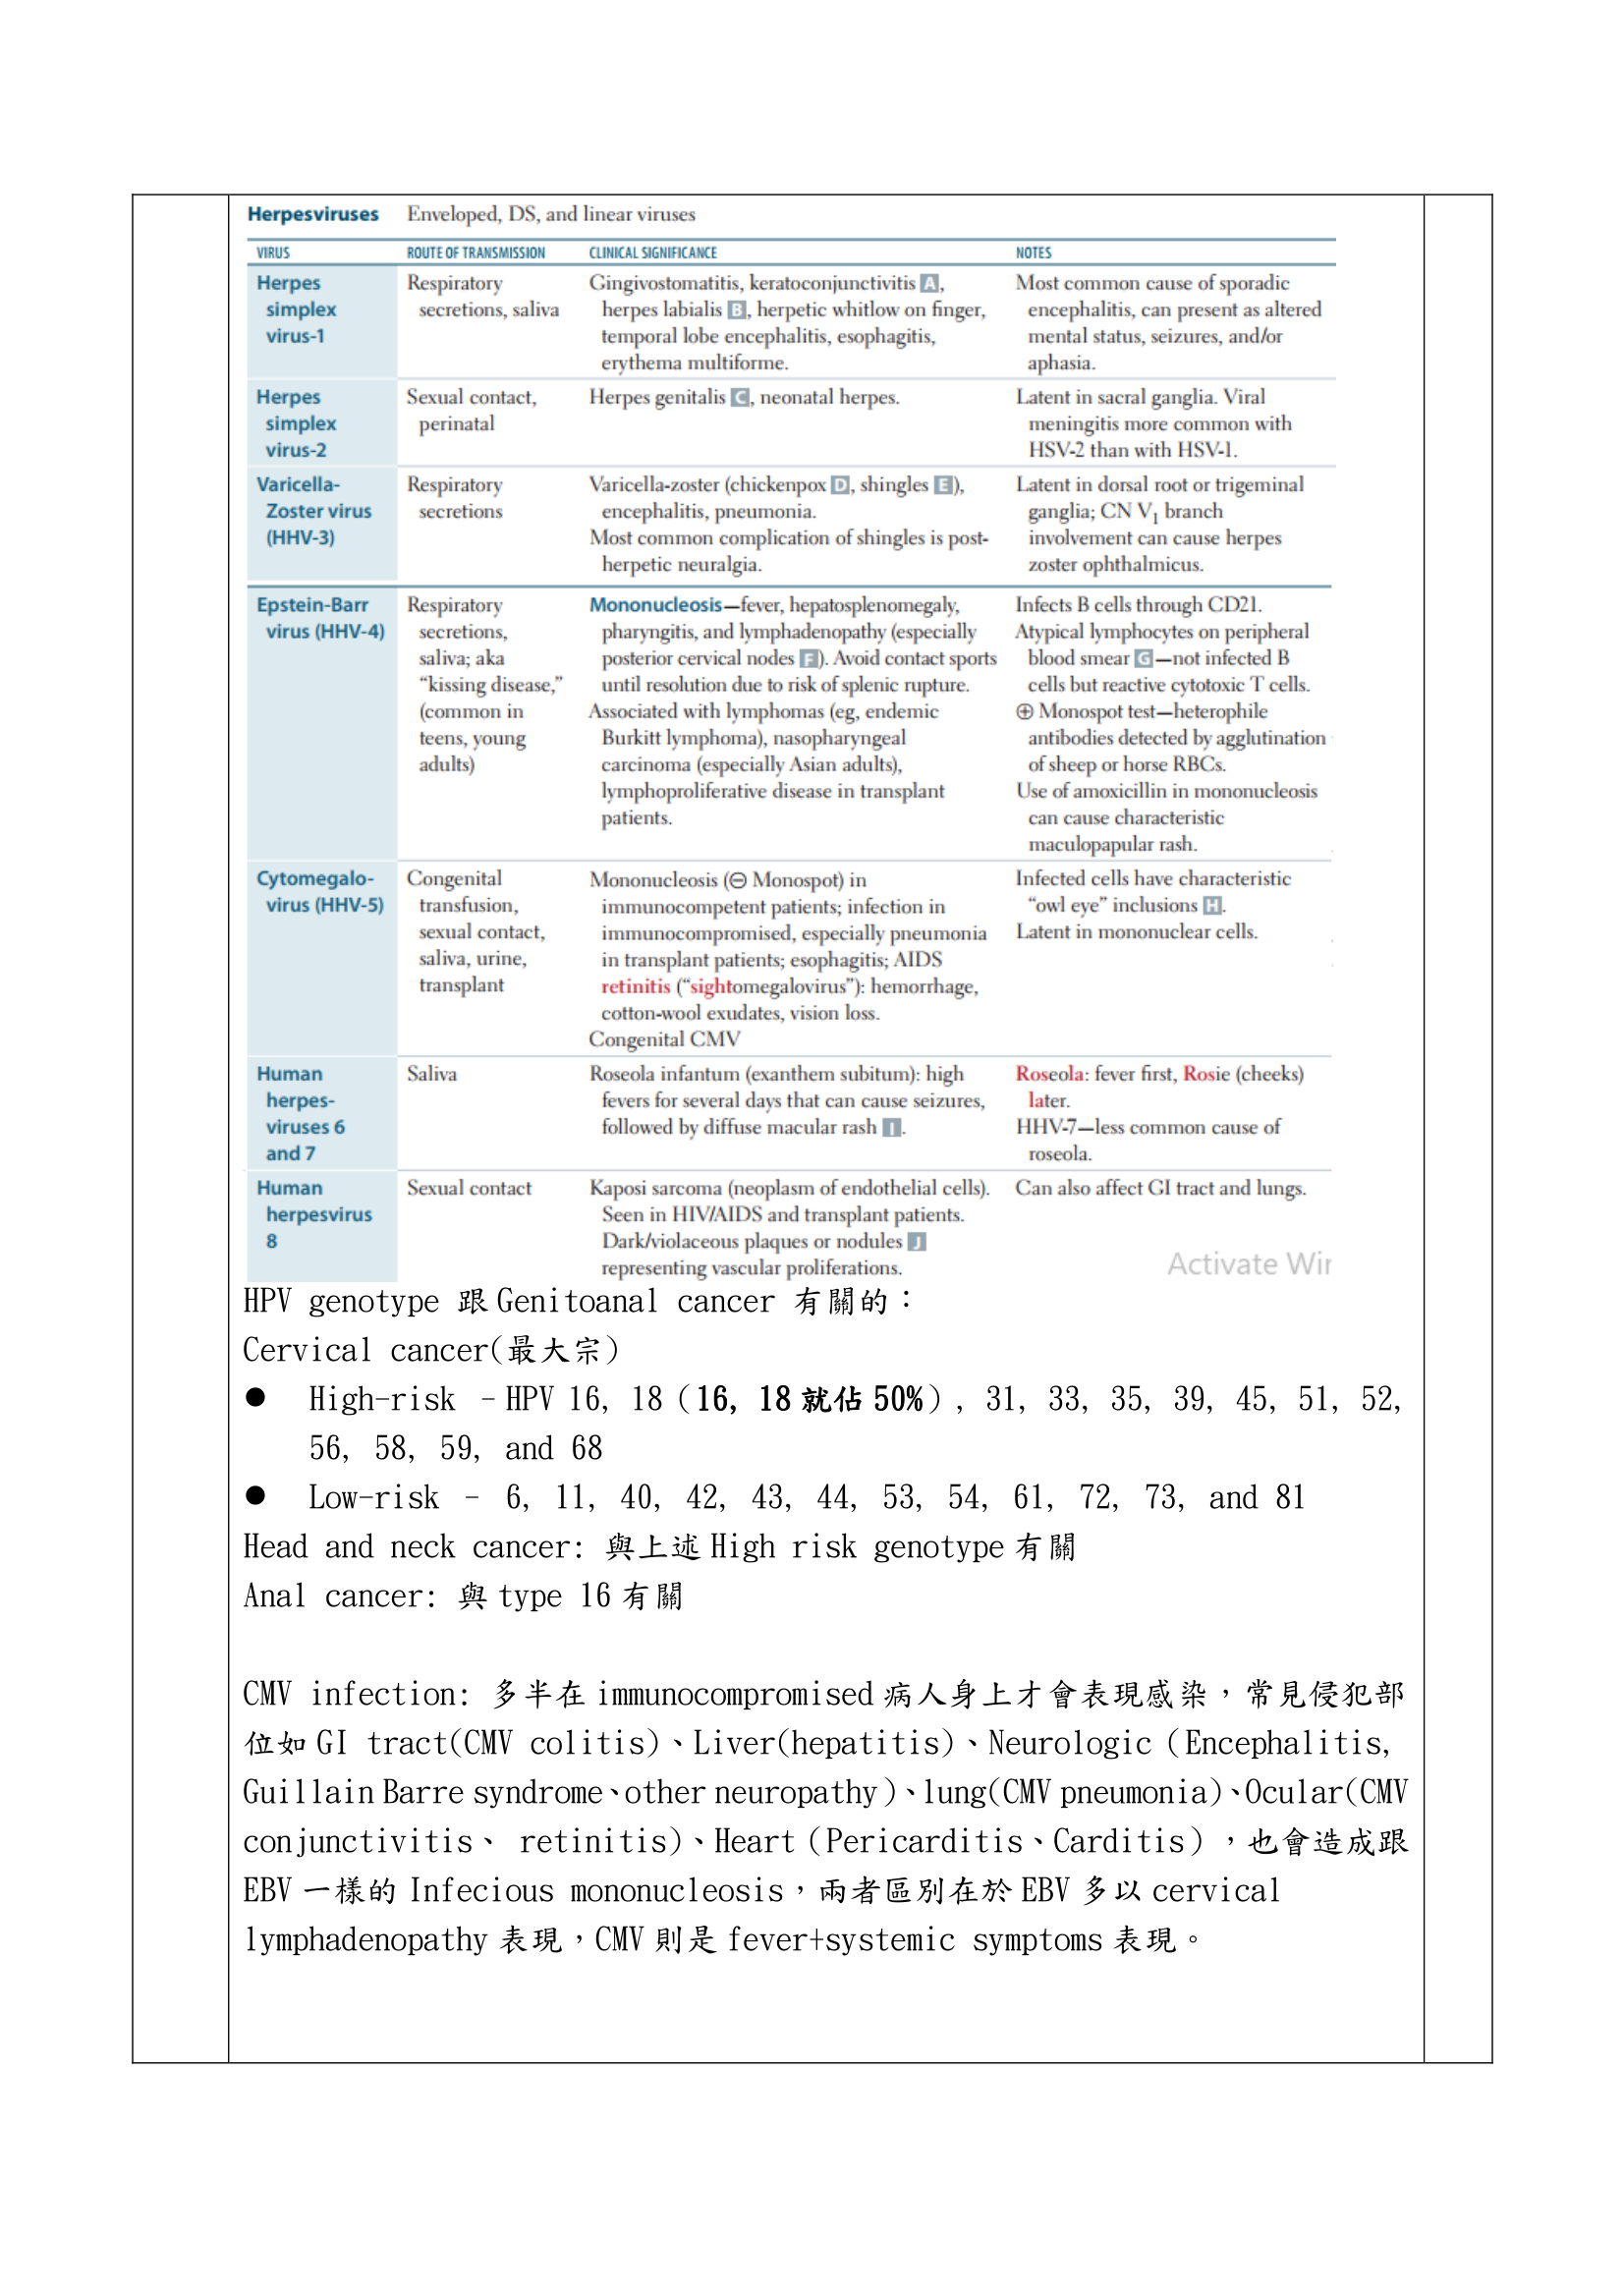 Herpesviruses Enveloped, DS, and linear viruses
VIRUS ROUTE OF TRANSMISSION CLINICAL SIGNIFICANCE NOTES
Herpes simplex virus-1
Respiratory secretions, saliva
Gingivostomatitis, keratoconjunctivitis A,
herpes labialis B, herpetic whitlow on finger,
temporal lobe encephalitis, esophagitis,
erythema multiforme.
Most common cause of sporadic
encephalitis, can present as altered
mental status, seizures, and/or
aphasia.
Herpes simplex virus-2
Sexual contact, perinatal
Herpes genitalis C, neonatal herpes.
Latent in sacral ganglia. Viral
meningitis more common with
HSV-2 than with HSV-1.
Varicella-Zoster virus (HHV-3)
Respiratory secretions
Varicella-zoster (chickenpox D, shingles E),
encephalitis, pneumonia.
Most common complication of shingles is post-
herpetic neuralgia.
Latent in dorsal root or trigeminal
ganglia; CN V1 branch
involvement can cause herpes
zoster ophthalmicus.
Epstein-Barr virus (HHV-4)
Respiratory
secretions,
saliva; aka
“kissing disease,”
(common in
teens, young
adults)
Mononucleosis—fever, hepatosplenomegaly,
pharyngitis, and lymphadenopathy (especially
posterior cervical nodes F). Avoid contact sports
until resolution due to risk of splenic rupture.
Associated with lymphomas (eg, endemic
Burkitt lymphoma), nasopharyngeal
carcinoma (especially Asian adults),
lymphoproliferative disease in transplant
patients.
Infects B cells through CD21.
Atypical lymphocytes on peripheral
blood smear G—not infected B
cells but reactive cytotoxic T cells.
⊕ Monospot test—heterophile
antibodies detected by agglutination
of sheep or horse RBCs.
Use of amoxicillin in mononucleosis
can cause characteristic
maculopapular rash.
Cytomegalo-virus (HHV-5)
Congenital
transfusion,
sexual contact,
saliva, urine,
transplant
Mononucleosis (⊖ Monospot) in
immunocompetent patients; infection in
immunocompromised, especially pneumonia
in transplant patients; esophagitis; AIDS
retinitis (“sightomegalovirus”): hemorrhage,
cotton-wool exudates, vision loss.
Congenital CMV
Infected cells have characteristic
“owl eye” inclusions H.
Latent in mononuclear cells.
Human herpes-viruses 6 and 7
Saliva
Roseola infantum (exanthem subitum): high
fevers for several days that can cause seizures,
followed by diffuse macular rash I.
Roseola: fever first, Rosie (cheeks)
later.
HHV-7—less common cause of
roseola.
Human herpesvirus 8
Sexual contact
Kaposi sarcoma (neoplasm of endothelial cells).
Seen in HIV/AIDS and transplant patients.
Dark/violaceous plaques or nodules J
representing vascular proliferations.
Can also affect GI tract and lungs.
Activate Wir
HPV genotype 跟 Genitoanal cancer 有關的：
Cervical cancer(最大宗)
● High-risk –HPV 16, 18（16, 18 就佔 50%）, 31, 33, 35, 39, 45, 51, 52,
56, 58, 59, and 68
● Low-risk – 6, 11, 40, 42, 43, 44, 53, 54, 61, 72, 73, and 81
Head and neck cancer: 與上述 High risk genotype 有關
Anal cancer: 與 type 16 有關
CMV infection: 多半在 immunocompromised 病人身上才會表現感染，常見侵犯部
位如 GI tract(CMV colitis)、Liver(hepatitis)、Neurologic（Encephalitis,
Guillain Barre syndrome、other neuropathy）、lung(CMV pneumonia)、Ocular(CMV
conjunctivitis、 retinitis)、Heart（Pericarditis、Carditis），也會造成跟
EBV 一樣的 Infecious mononucleosis，兩者區別在於 EBV 多以 cervical
lymphadenopathy 表現，CMV 則是 fever+systemic symptoms 表現。